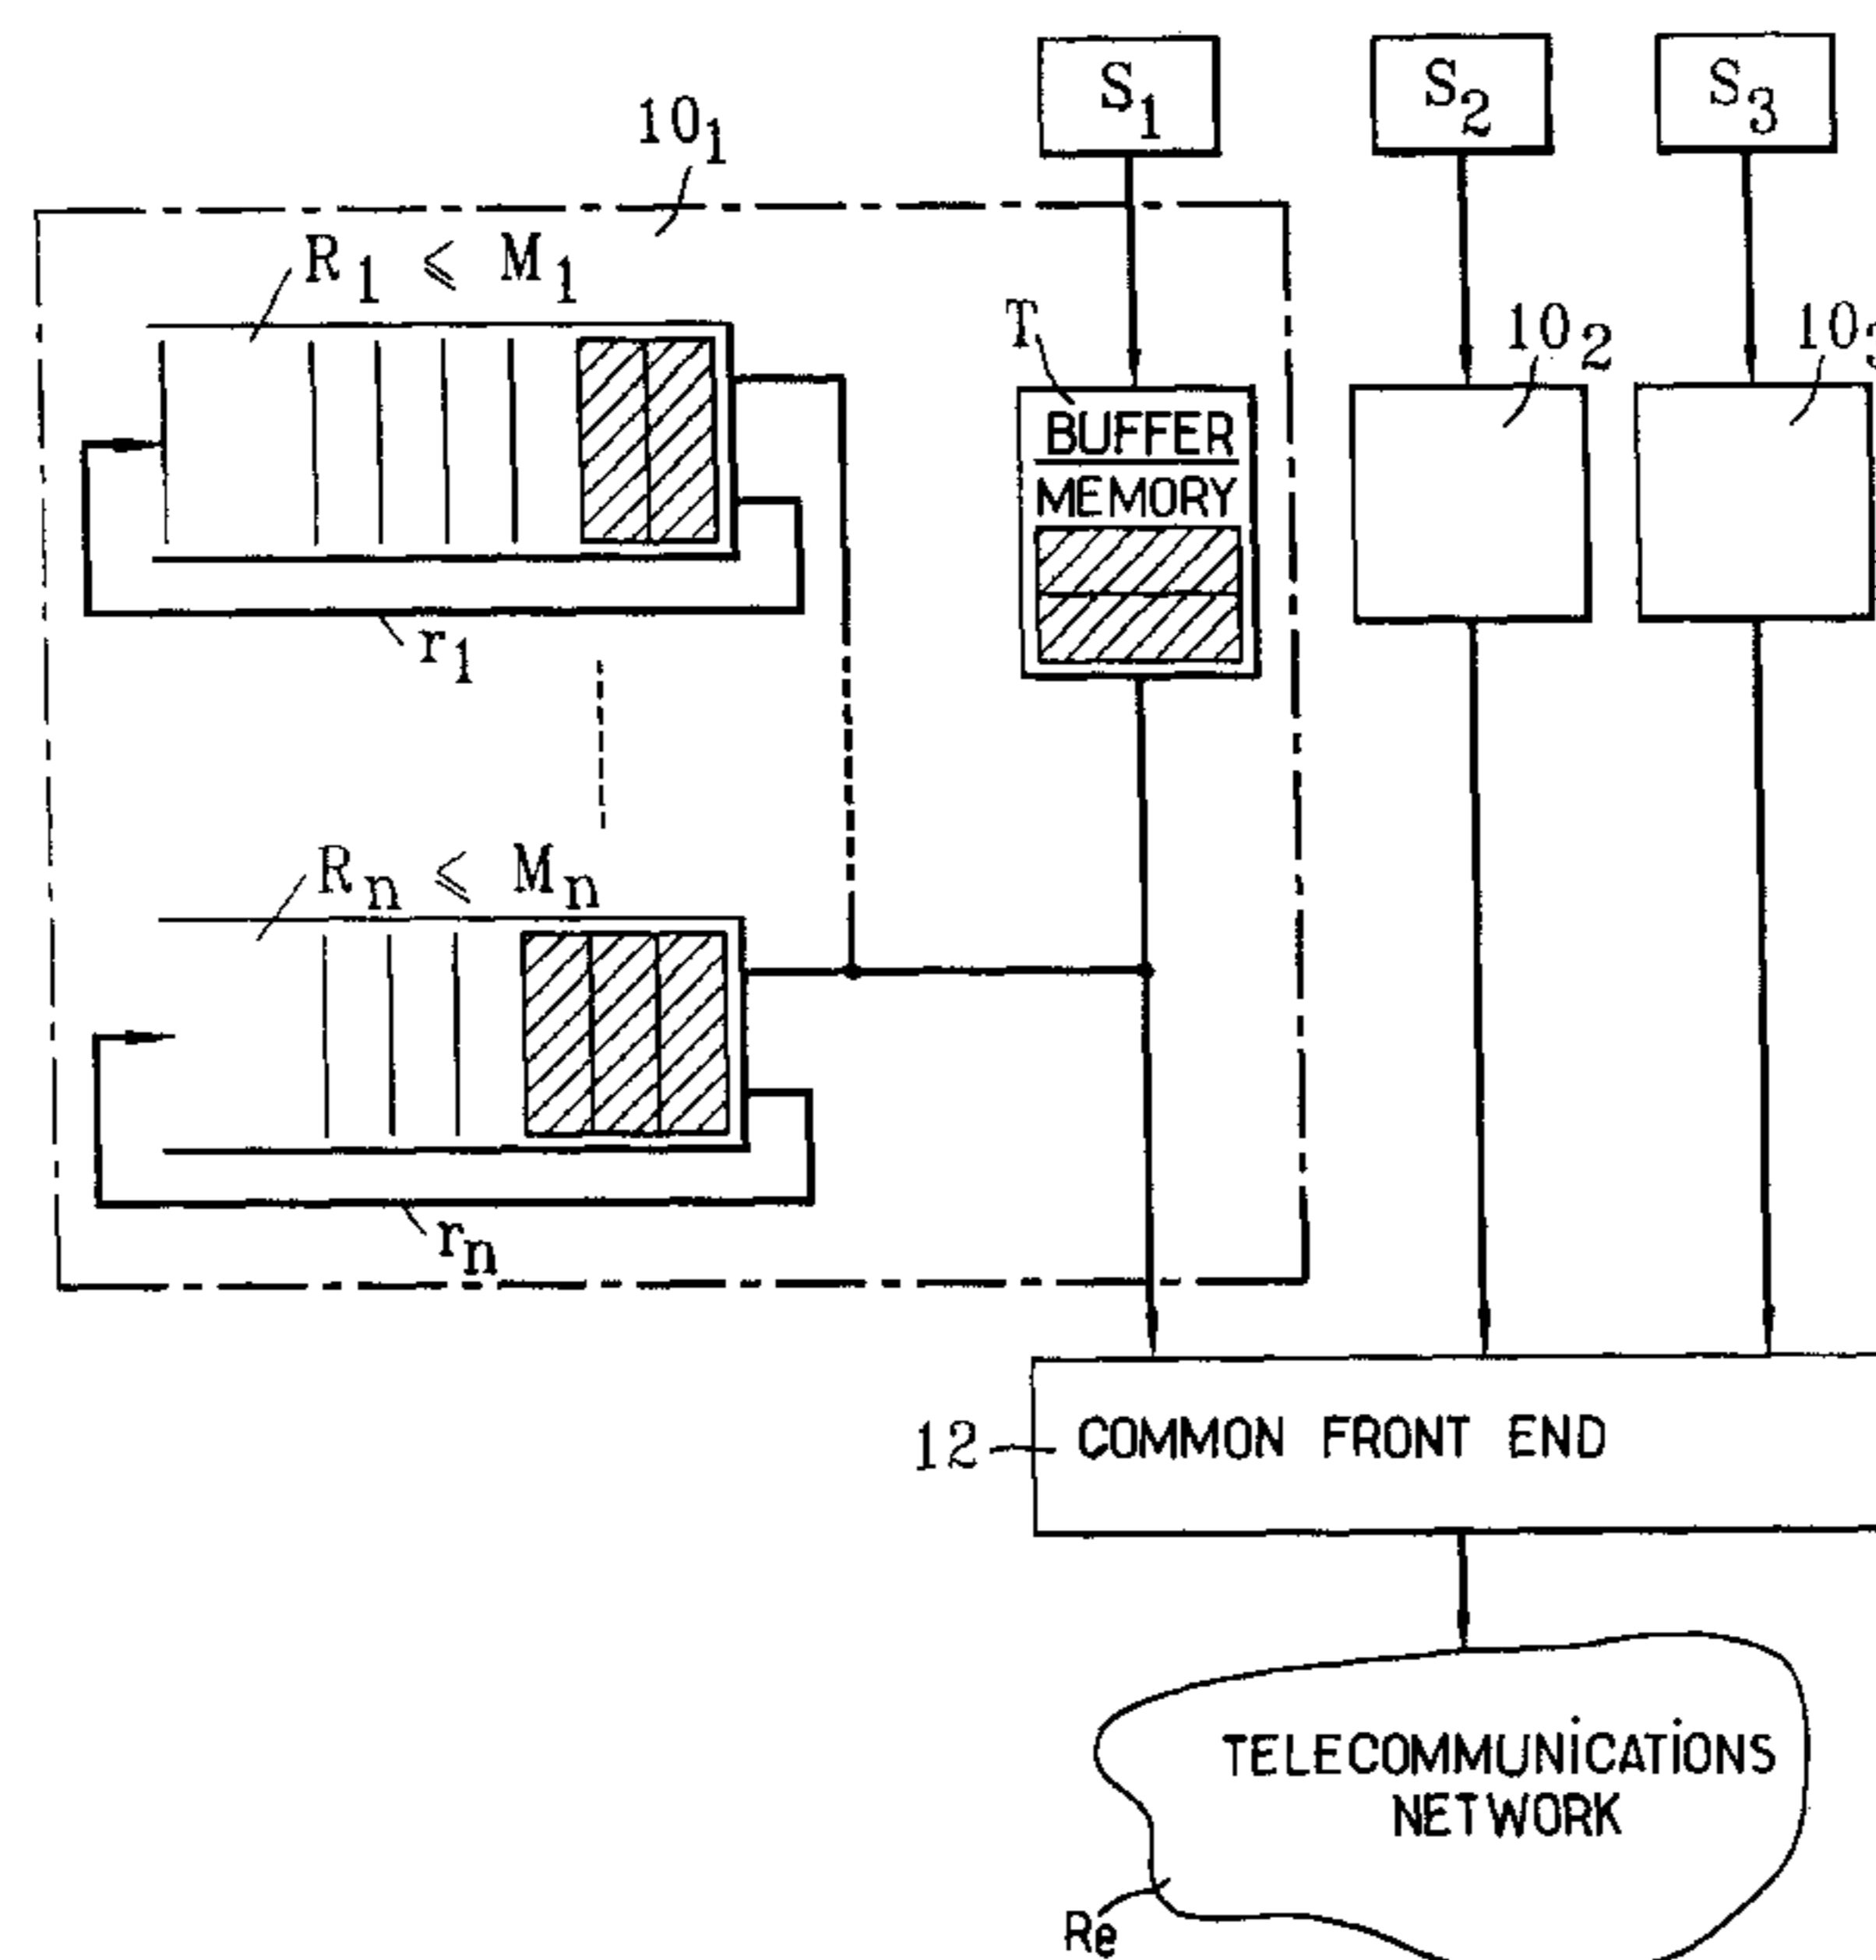 S1
S2
S3
101
R1 ⩽ M1
T
102
10
BUFFER
MEMORY
r1
Rn ⩽ Mn
rn
12
COMMON FRONT END
TELECOMMUNiCATiONS
NETWORK
Re